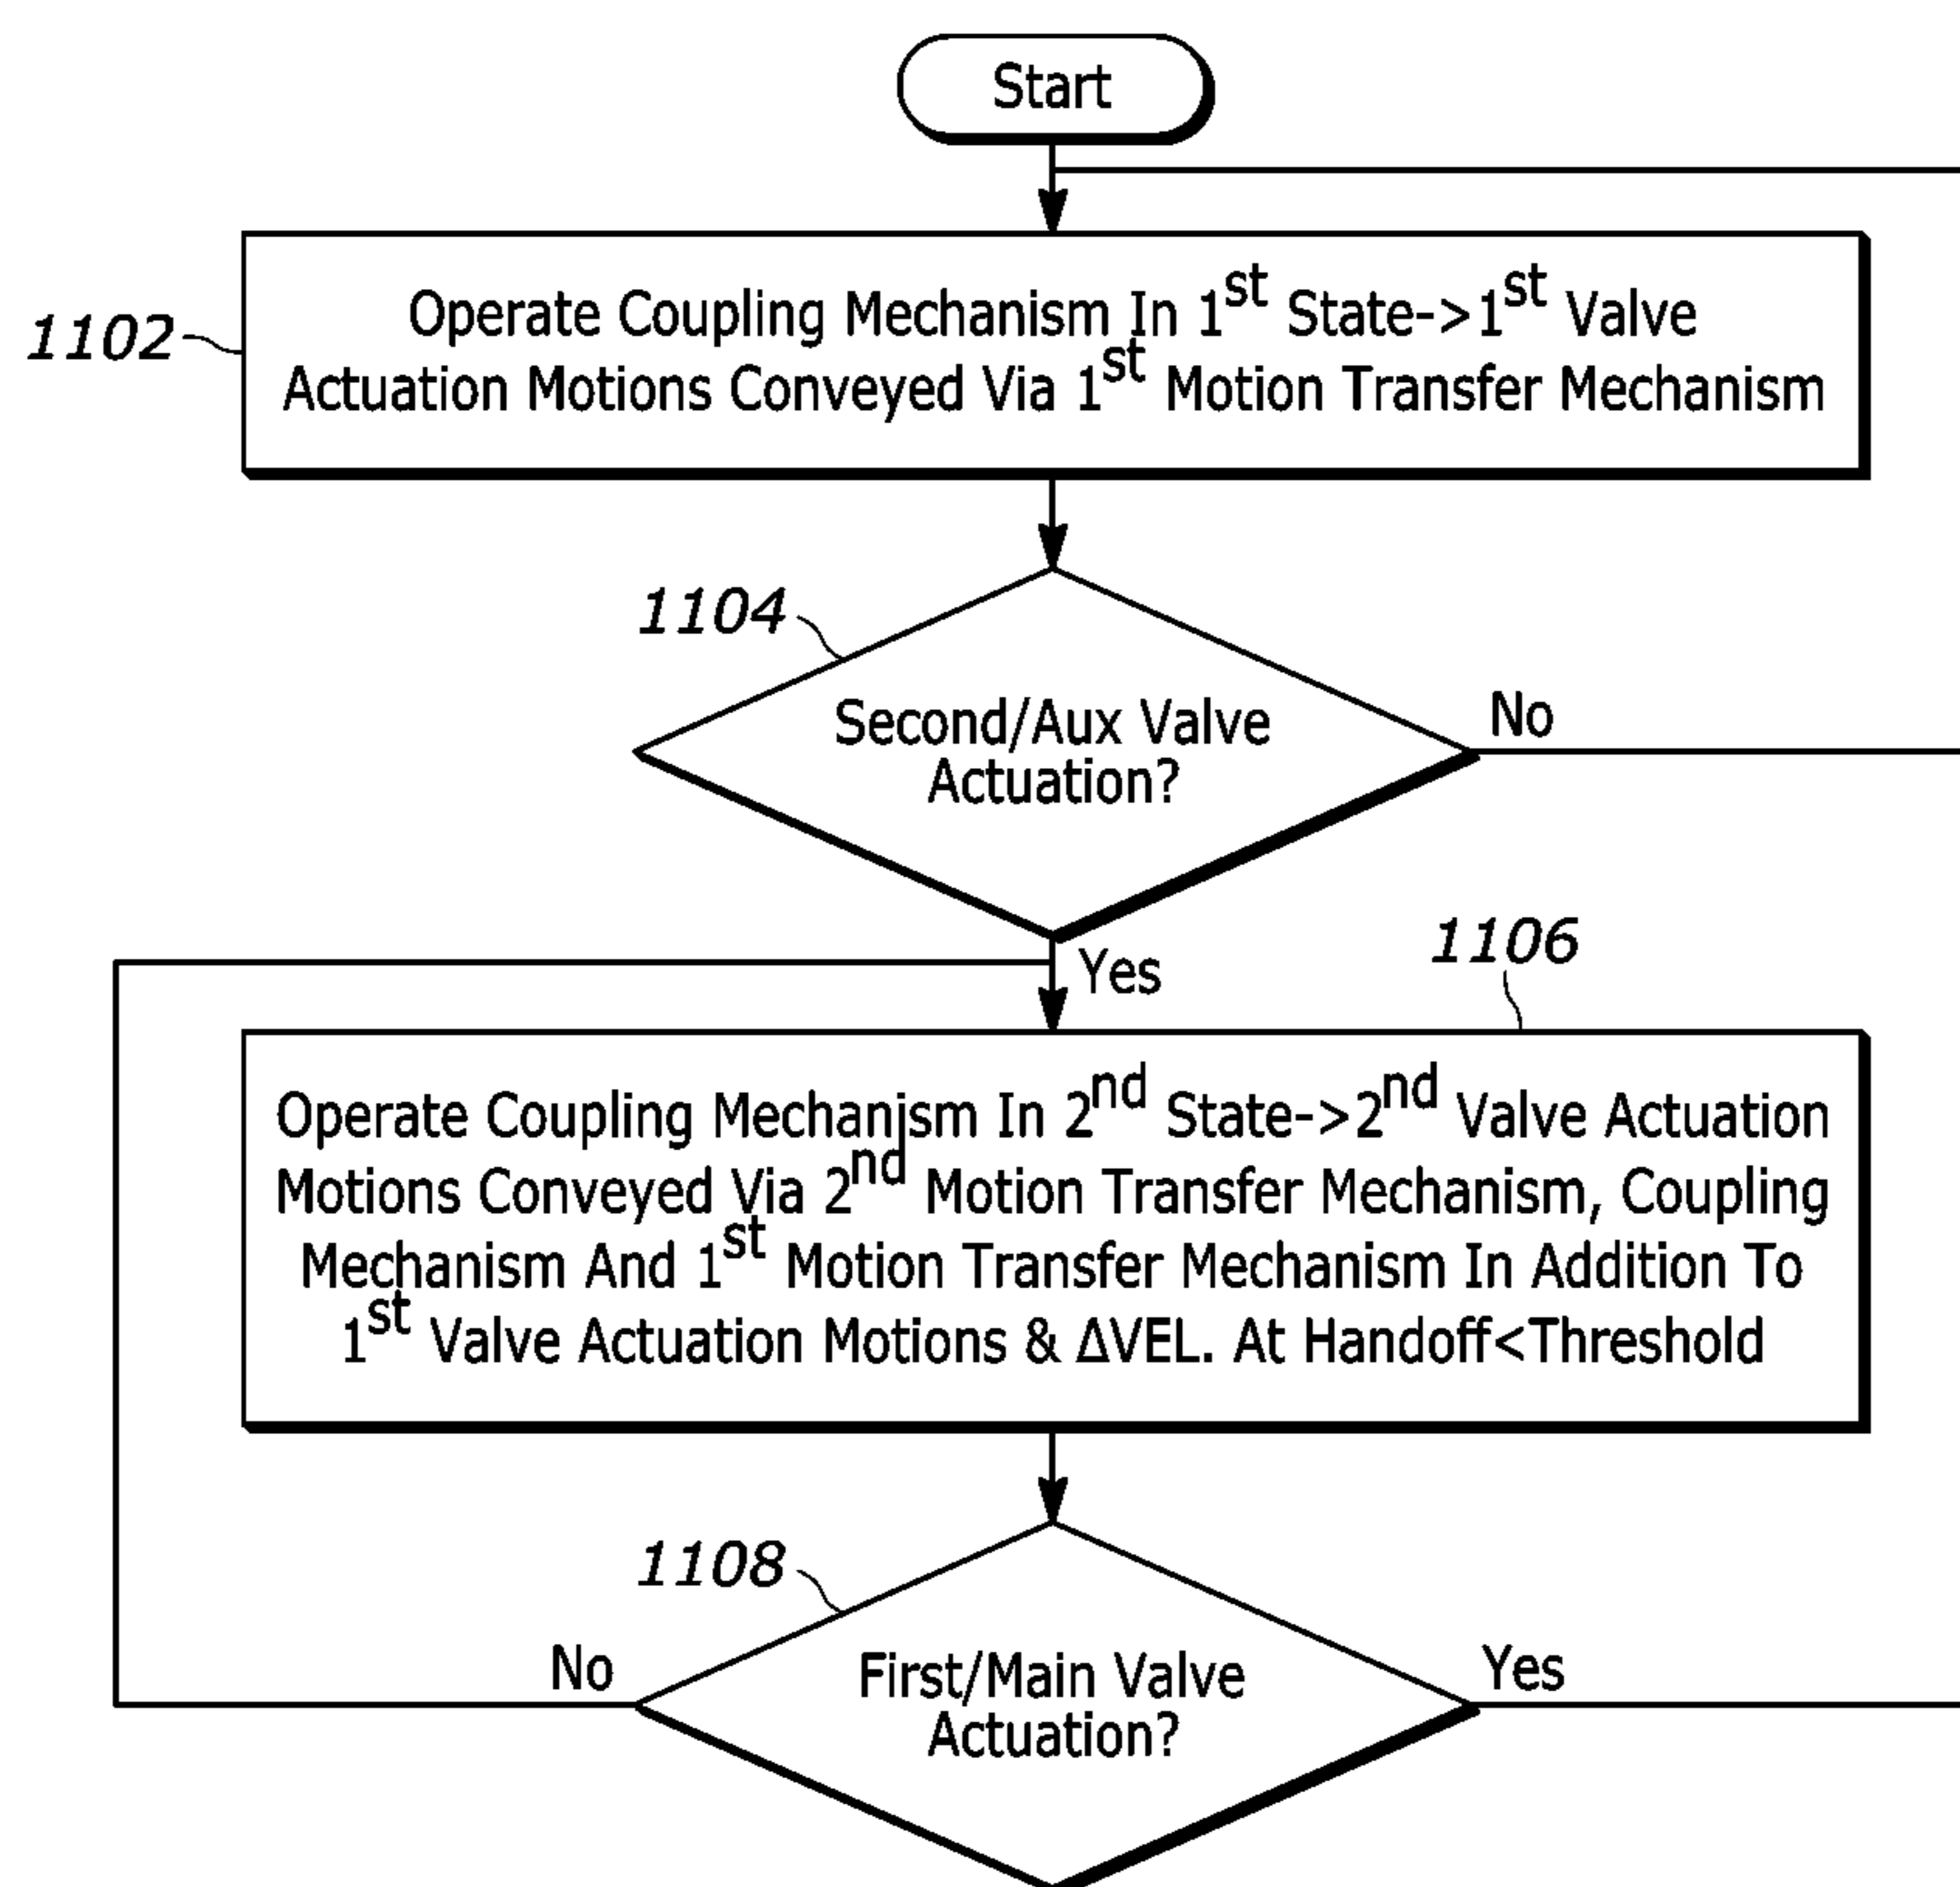 Start
1102
Operate Coupling Mechanism In 1st State->1st Valve
Actuation Motions Conveyed Via 1st Motion Transfer Mechanism
1104
Second/Aux Valve
Actuation?
No
Yes
1106
Operate Coupling Mechanism In 2nd State->2nd Valve Actuation
Motions Conveyed Via 2nd Motion Transfer Mechanism, Coupling
Mechanism And 1st Motion Transfer Mechanism In Addition To
1st Valve Actuation Motions & ΔVEL. At Handoff<Threshold
1108
No
First/Main Valve
Actuation?
Yes